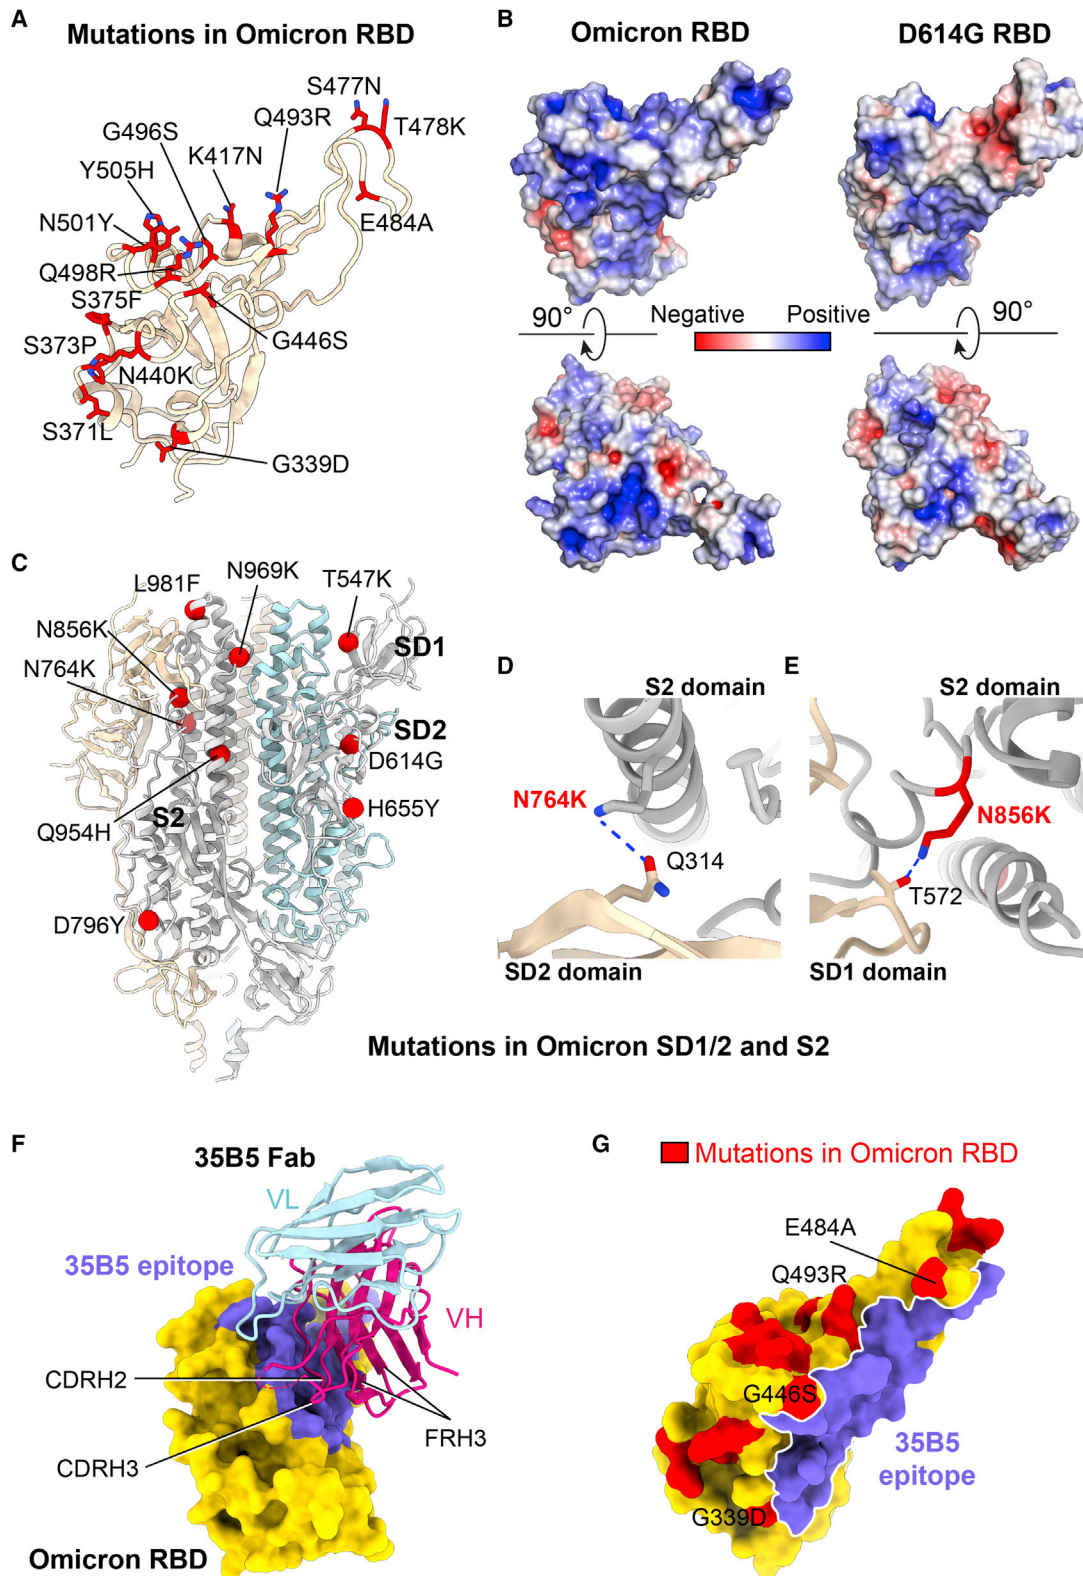 A
Mutations in Omicron RBD
S477N
Q493R
T478K
G496S
K417N
Y505H
E484A
N501Y
Q498R
S375F
G446S
S373P
N440K
S371L
G339D
B
Omicron RBD
D614G RBD
90°
Negative
Positive
90°
C
L981F
N969K
T547K
N856K
SD1
N764K
SD2
D614G
S2
H655Y
Q954H
D796Y
D
S2 domain
N764K
Q314
SD2 domain
E
S2 domain
N856K
T572
SD1 domain
Mutations in Omicron SD1/2 and S2
F
35B5 Fab
VL
35B5 epitope
VH
CDRH2
FRH3
CDRH3
Omicron RBD
G
Mutations in Omicron RBD
E484A
Q493R
G446S
35B5
epitope
G339D